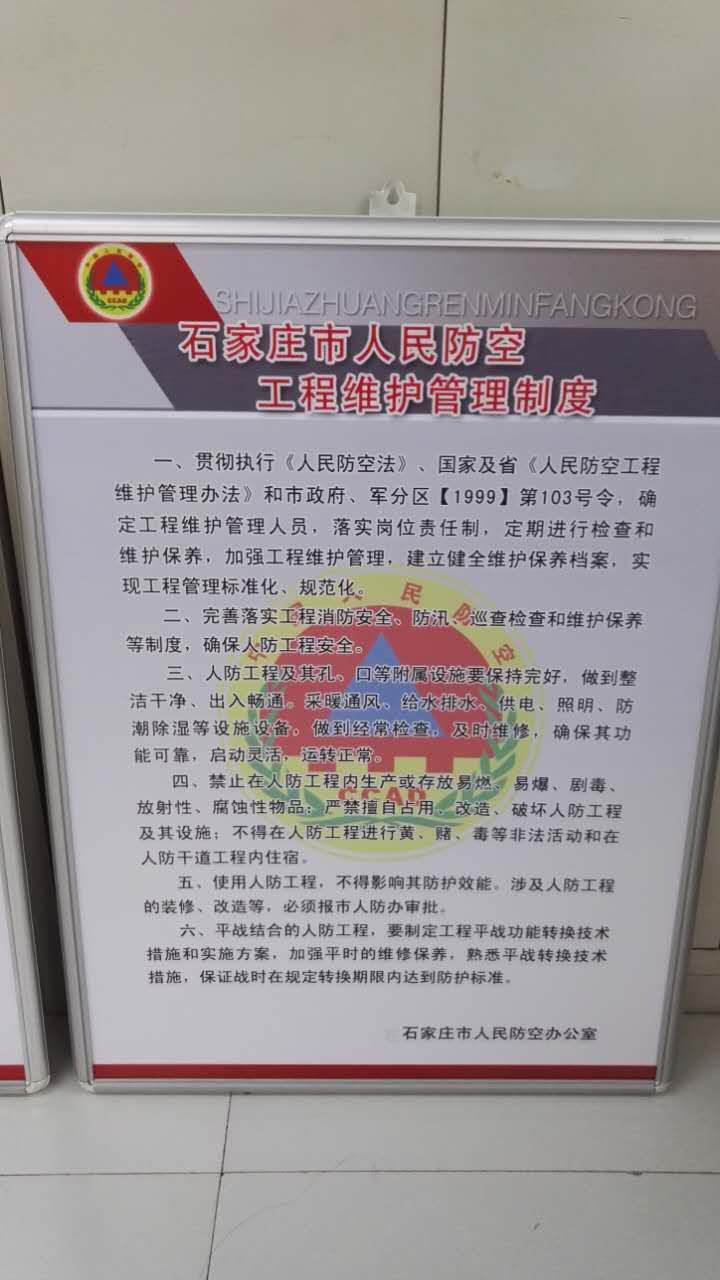 SHIJIAZHUANGRENMINFANGKONG
石家庄市人民防空
工程维护管理制度
一、贯彻执行《人民防空法》、国家及省《人民防空工程
维护管理办法》和市政府、军分区【1999】第103号令，确
定工程维护管理人员，落实岗位责任制，定期进行检查和
维护保养，加强工程维护管理，建立健全维护保养档案，实
现工程管理标准化、规范化。
二、完善落实工程消防安全、防汛、巡查检查和维护保养
等制度，确保人防工程安全。
三、人防工程及其孔、口等附属设施要保持完好，做到整
洁干净、出入畅通。采暖通风、给水排水、供电、照明、防
潮除湿等设施设备，做到经常检查，及时维修，确保其功
能可靠，启动灵活，运转正常。
四、禁止在人防工程内生产或存放易燃、易爆、剧毒、
放射性、腐蚀性物品；严禁擅自占用、改造、破坏人防工程
及其设施；不得在人防工程进行黄、赌、毒等非法活动和在
人防干道工程内住宿。
五、使用人防工程，不得影响其防护效能。涉及人防工程
的装修、改造等，必须报市人防办审批。
六、平战结合的人防工程，要制定工程平战功能转换技术
措施和实施方案，加强平时的维修保养，熟悉平战转换技术
措施，保证战时在规定转换期限内达到防护标准。
石家庄市人民防空办公室
CCAD
人民防空
CCAD